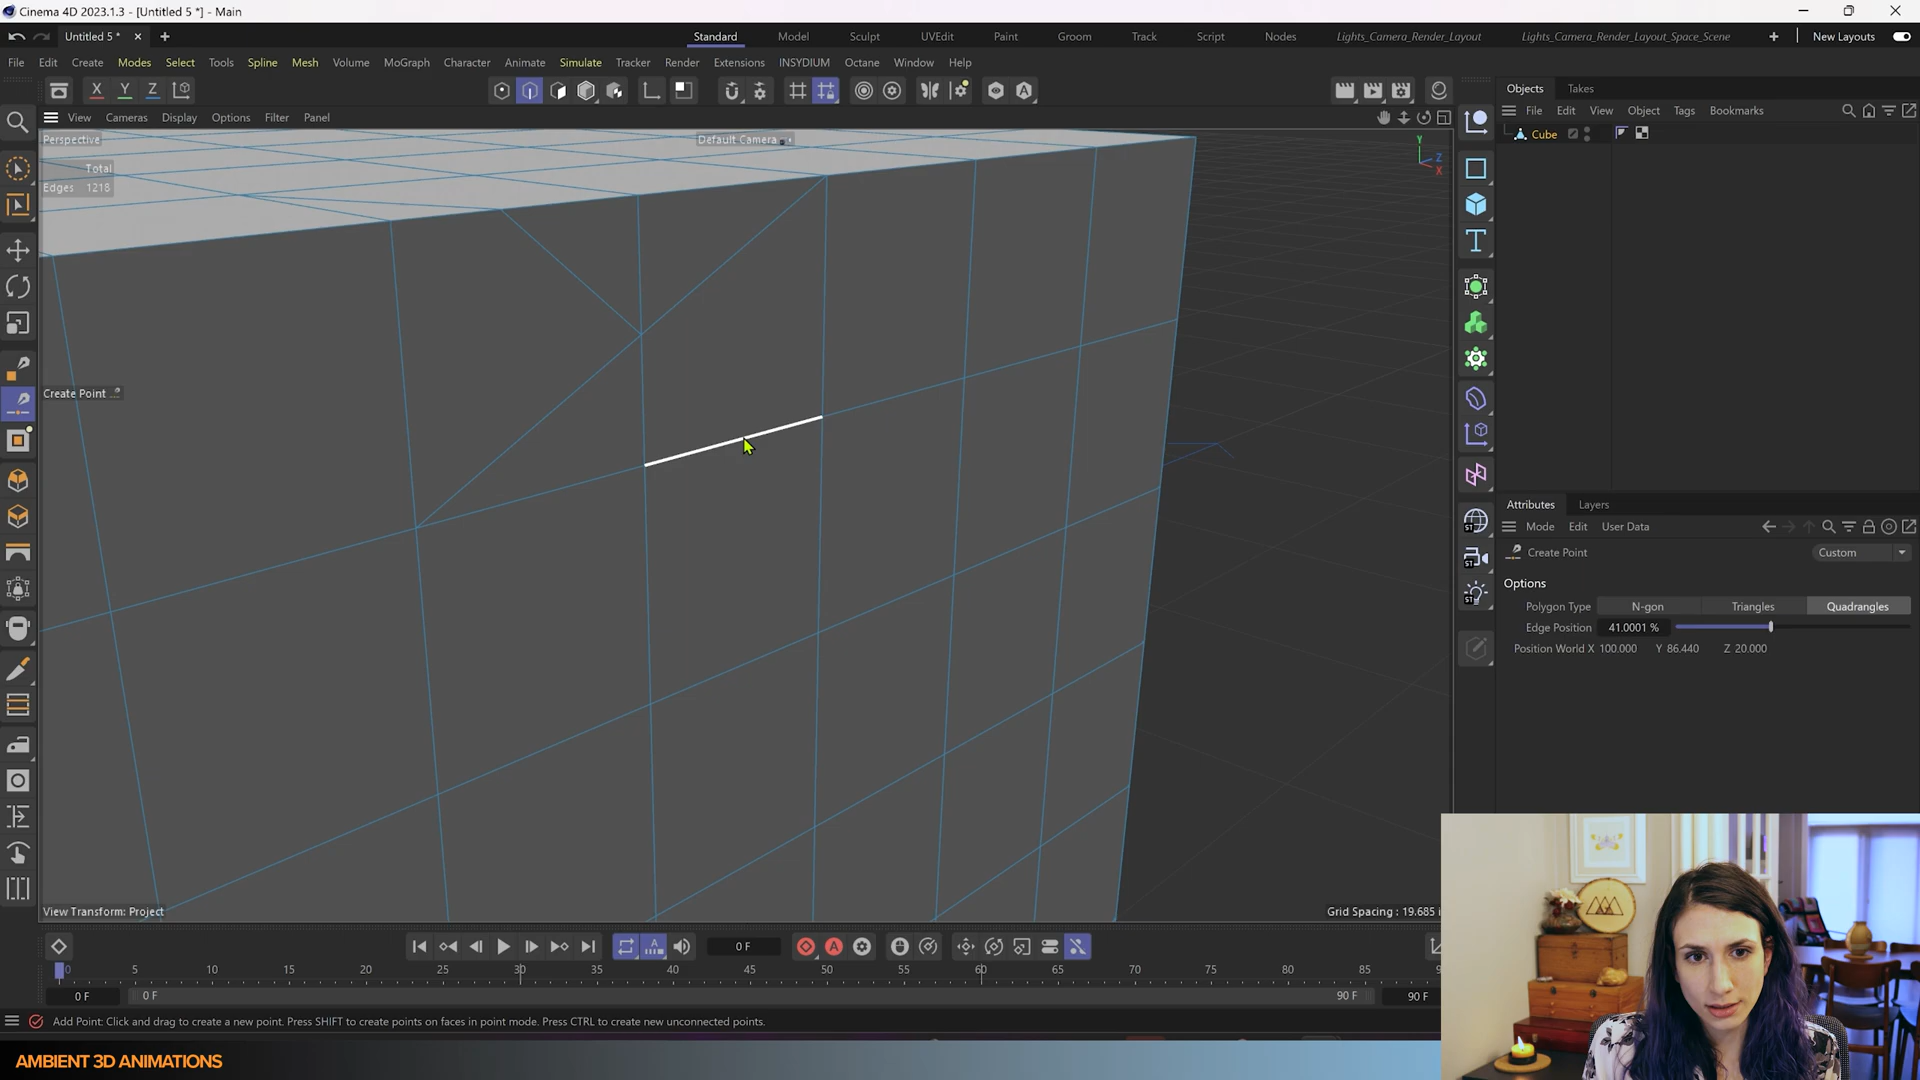 Cinema 4D 2023.1.3 - [Untitled 5 *] - Main
Untitled 5 *
Standard Model Sculpt UVEdit Paint Groom Track Script Nodes Lights_Camera_Render_Layout Lights_Camera_Render_Layout_Space_Scene New Layouts
File Edit Create Modes Select Tools Spline Mesh Volume MoGraph Character Animate Simulate Tracker Render Extensions INSYDIUM Octane Window Help
X Y Z
Objects Takes
File Edit View Object Tags Bookmarks
View Cameras Display Options Filter Panel
Cube
Perspective
Default Camera
Y
Z
X
Total
Edges 1218
Create Point
Attributes Layers
Mode Edit User Data
Create Point
Custom
Options
Polygon Type N-gon Triangles Quadrangles
Edge Position 41.0001 %
Position World X 100.000 Y 86.440 Z 20.000
ST
ST
ST
View Transform: Project
Grid Spacing : 19.685 i
0 F
0 5 10 15 20 25 30 35 40 45 50 55 60 65 70 75 80 85 9
0 F 0 F 90 F 90 F
Add Point: Click and drag to create a new point. Press SHIFT to create points on faces in point mode. Press CTRL to create new unconnected points.
AMBIENT 3D ANIMATIONS